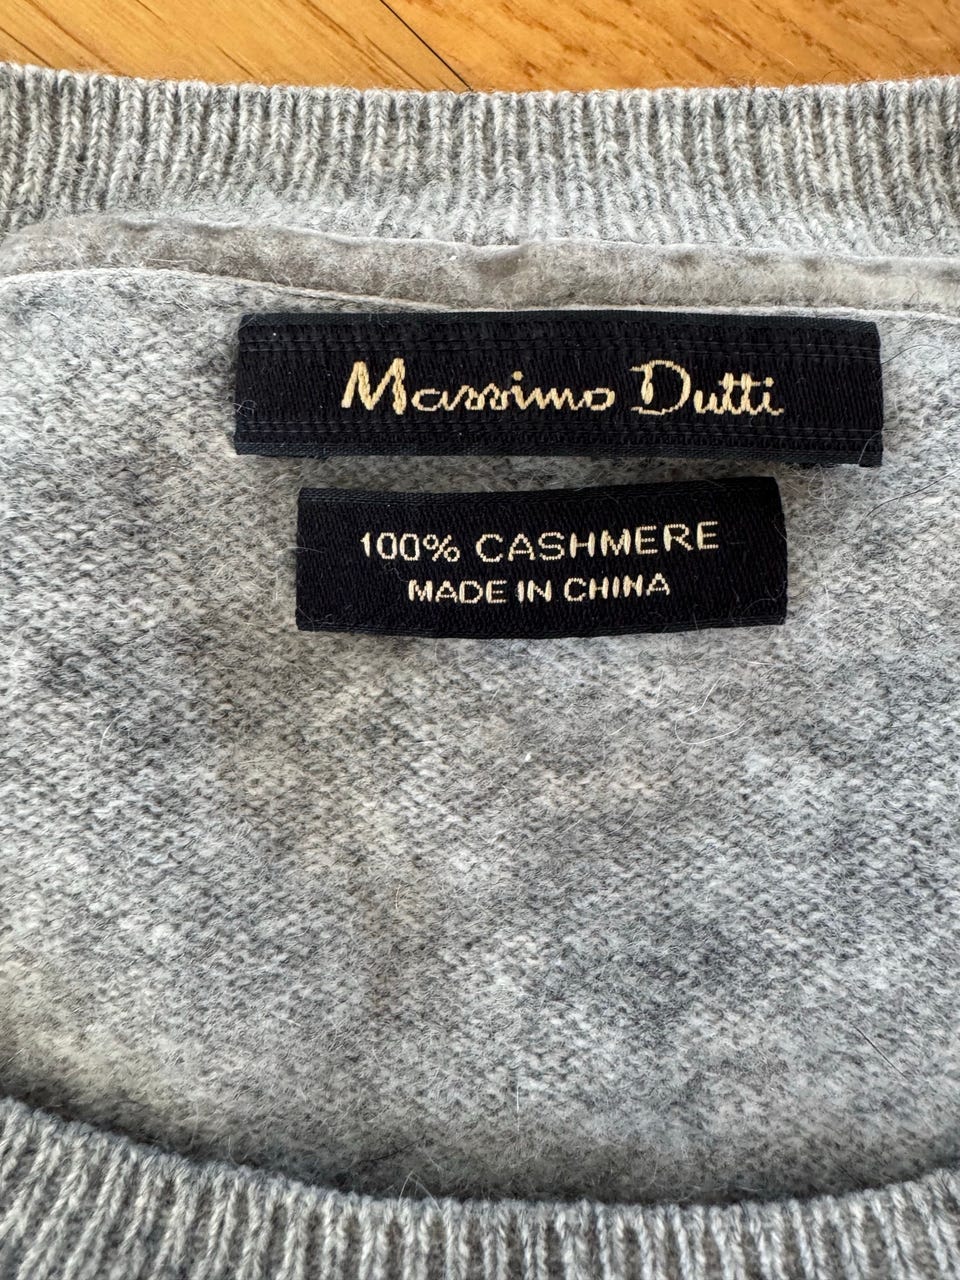 Massimo Dutti
100% CASHMERE
MADE IN CHINA